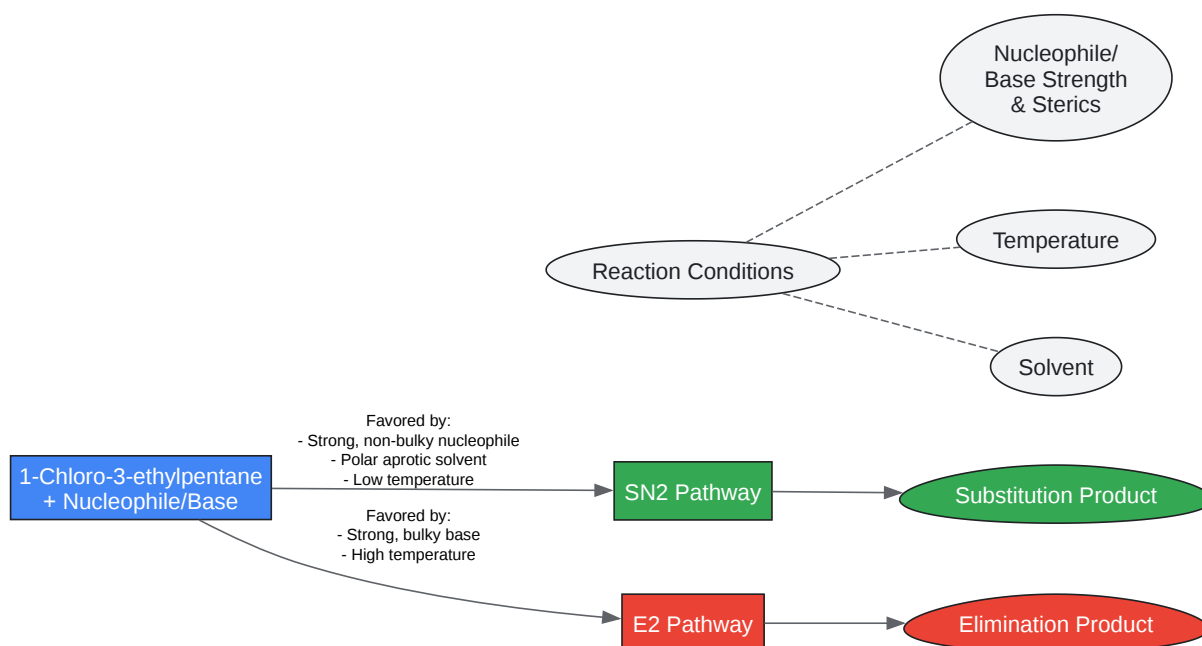 Nucleophile/
Base Strength
& Sterics
Temperature
Reaction Conditions
Solvent
Favored by:
- Strong, non-bulky nucleophile
- Polar aprotic solvent
- Low temperature
1-Chloro-3-ethylpentane
+ Nucleophile/Base
SN2 Pathway
Substitution Product
Favored by:
- Strong, bulky base
- High temperature
E2 Pathway
Elimination Product